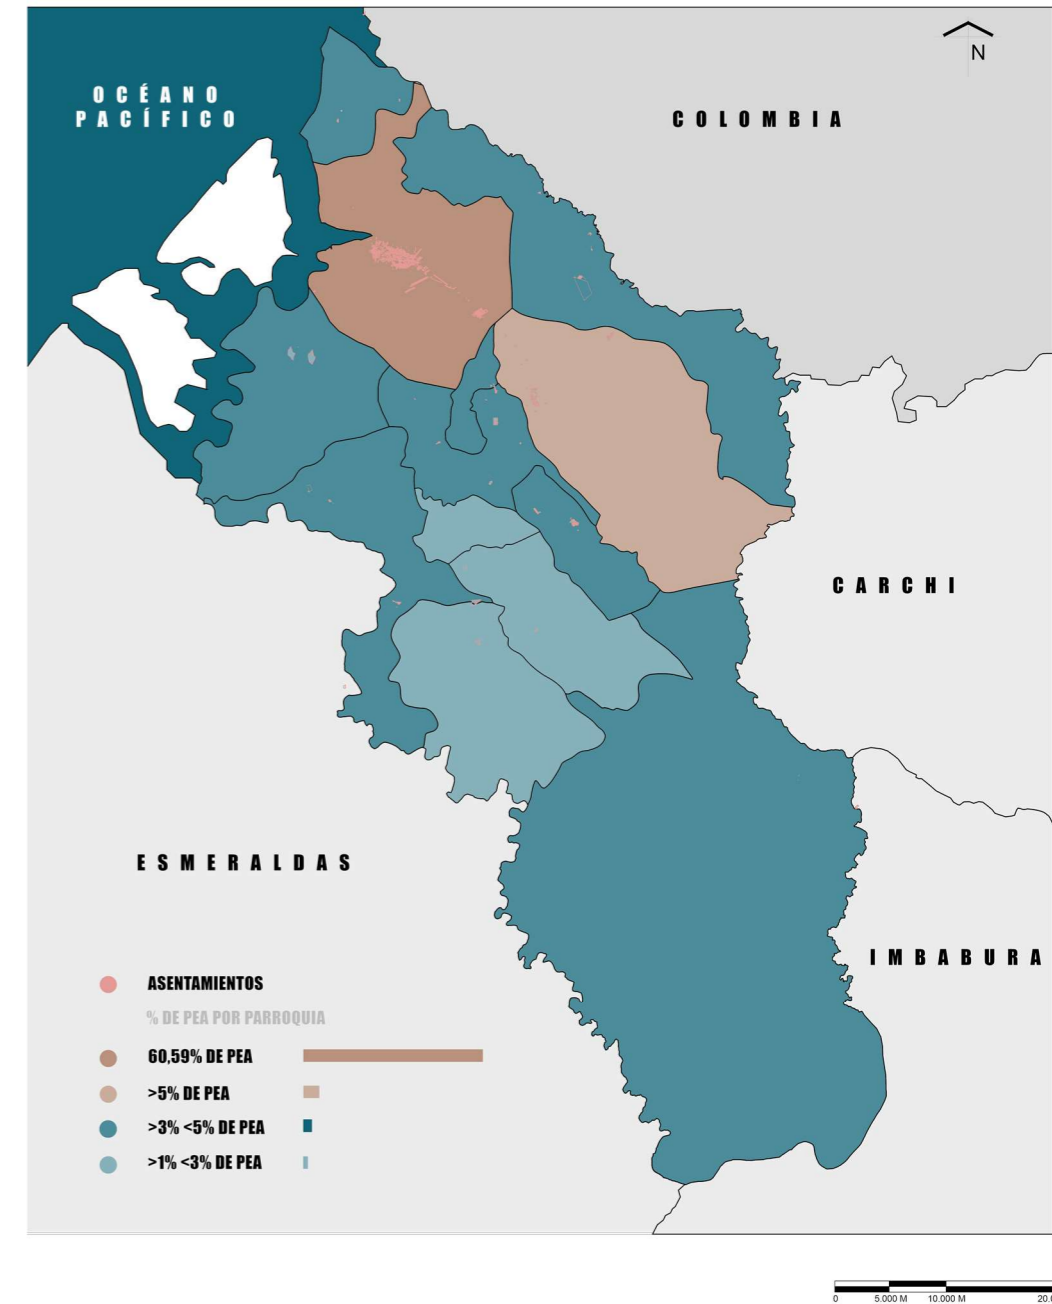 N
OCÉANO
PACÍFICO
COLOMBIA
CARCHI
ESMERALDAS
IMBABURA
ASENTAMIENTOS
% DE PEA POR PARROQUIA
60,59% DE PEA
>5% DE PEA
>3% <5% DE PEA
>1% <3% DE PEA
0 5.000 M 10.000 M